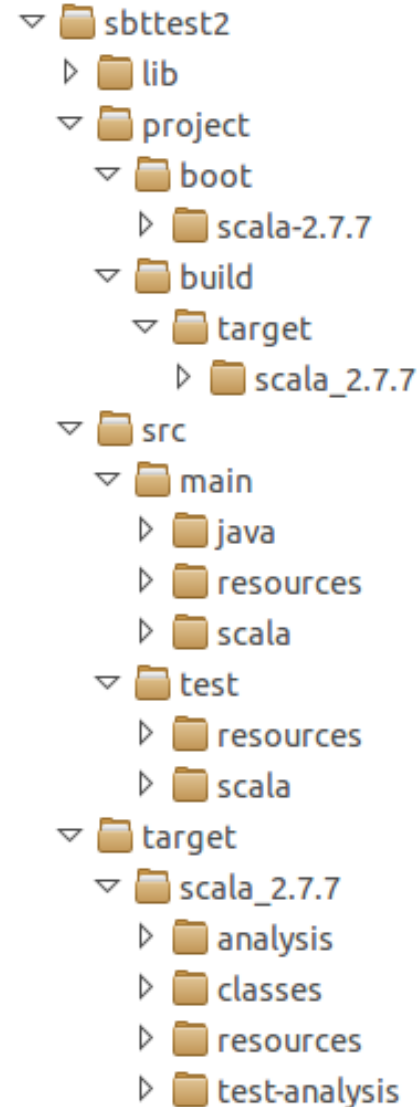 sbttest2
lib
project
boot
scala-2.7.7
build
target
scala_2.7.7
src
main
java
resources
scala
test
resources
scala
target
scala_2.7.7
analysis
classes
resources
test-analysis